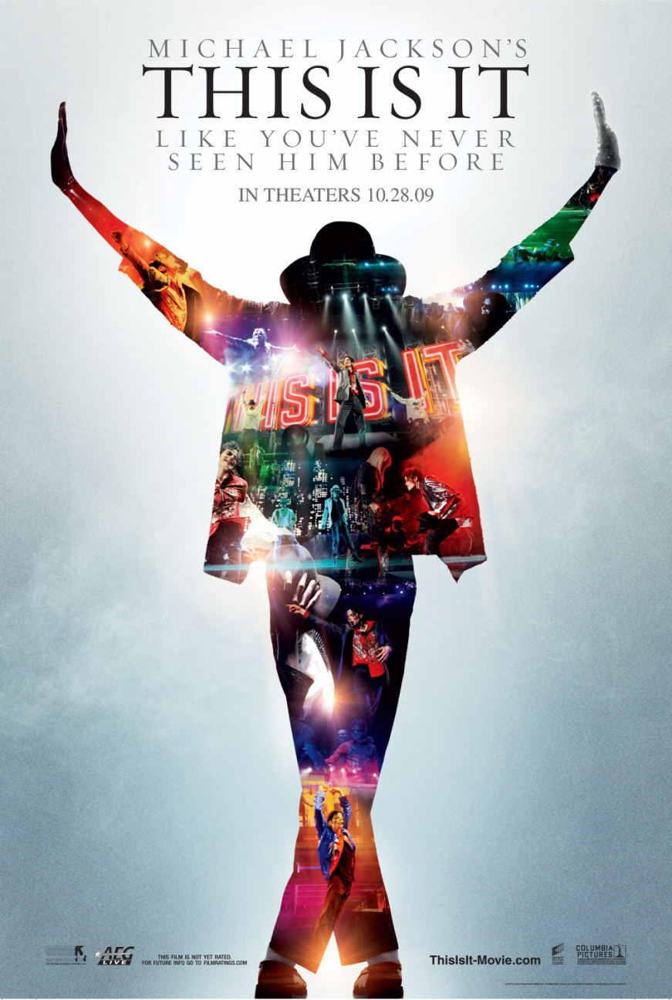 MICHAEL JACKSON'S
THIS IS IT
LIKE YOU'VE NEVER
SEEN HIM BEFORE
IN THEATERS 10.28.09
THIS IS IT
AEG
LIVE
THIS FILM IS NOT YET RATED.
FOR FUTURE INFO GO TO FILMRATINGS.COM
ThisIsIt-Movie.com
COLUMBIA
PICTURES